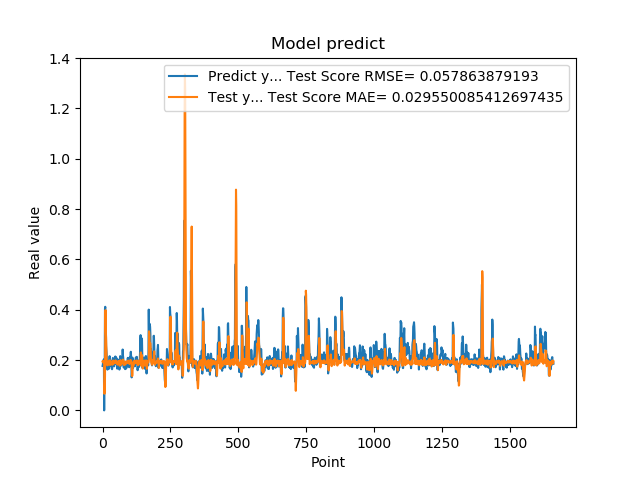 Model predict
Predict y... Test Score RMSE= 0.057863879193
Test y... Test Score MAE= 0.029550085412697435
1.4
1.2
1.0
0.8
0.6
0.4
0.2
0.0
Real value
0 250 500 750 1000 1250 1500
Point